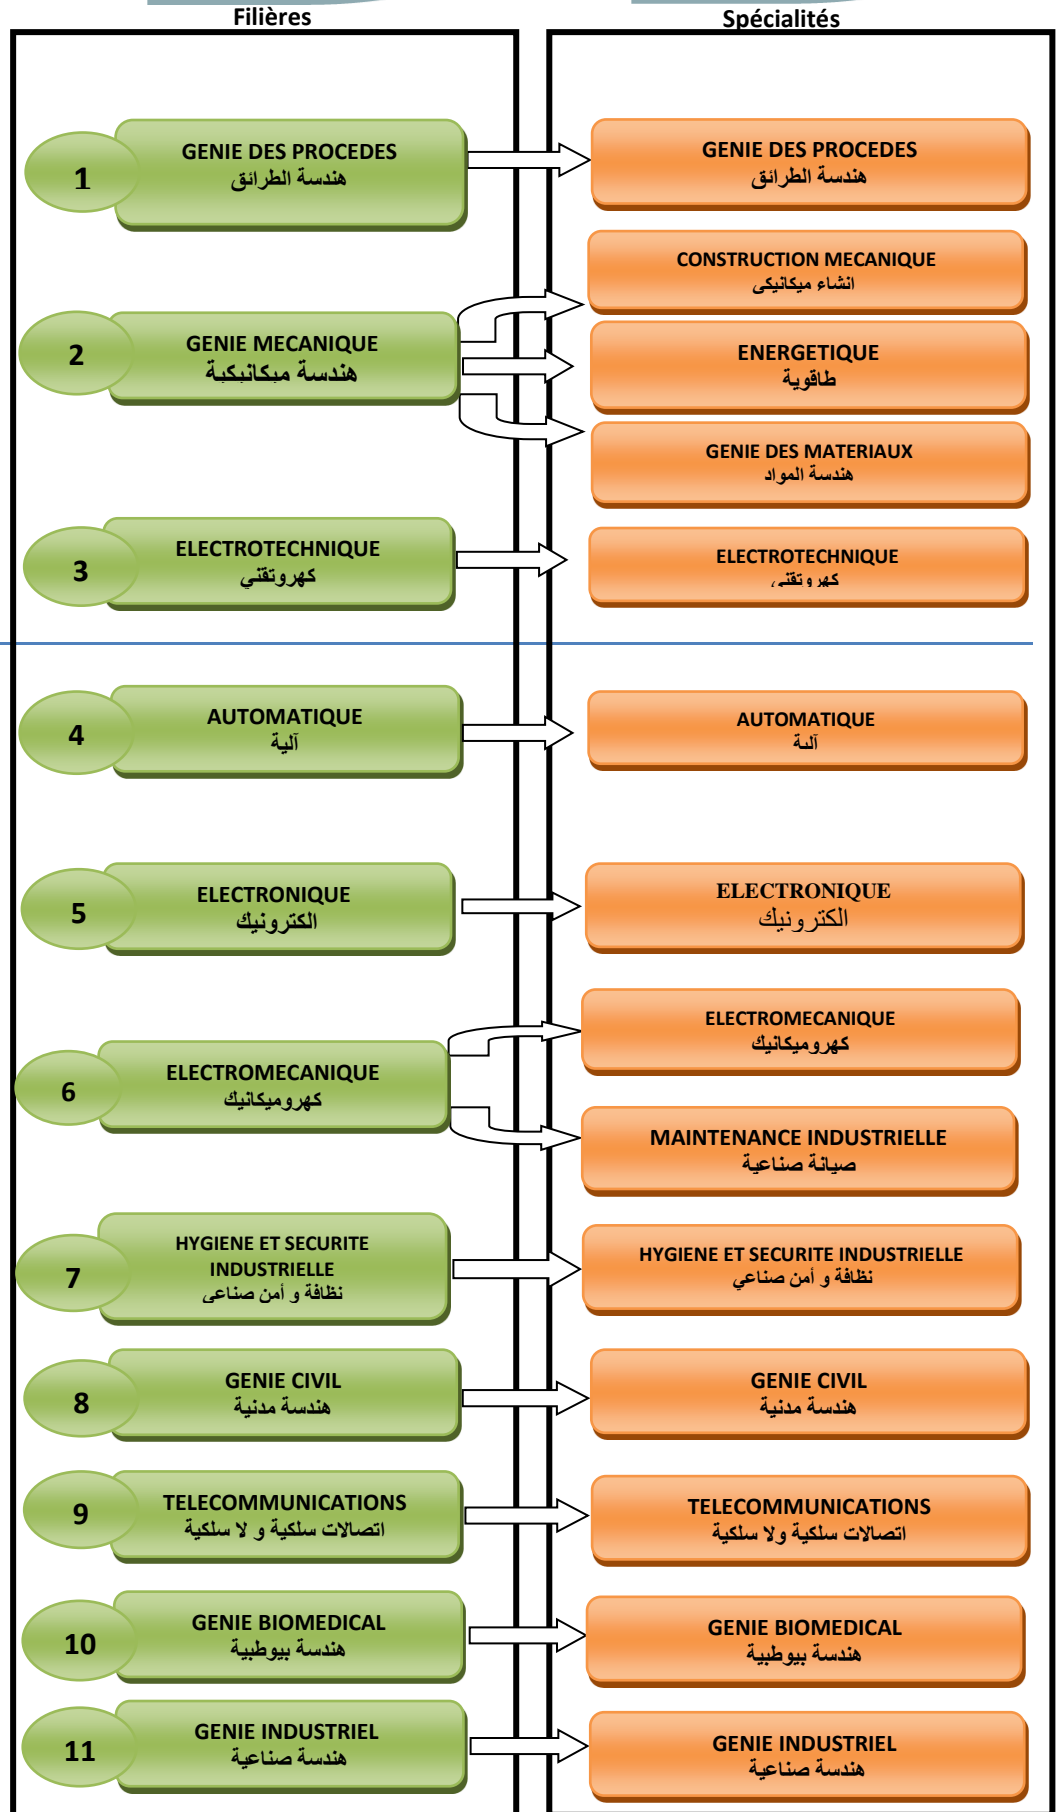 Filières
Spécialités
1
GENIE DES PROCEDES
هندسة الطرائق
GENIE DES PROCEDES
هندسة الطرائق
2
GENIE MECANIQUE
هندسة ميكانيكية
CONSTRUCTION MECANIQUE
انشاء ميكانيكي
ENERGETIQUE
طاقوية
GENIE DES MATERIAUX
هندسة المواد
3
ELECTROTECHNIQUE
كهروتقني
ELECTROTECHNIQUE
كهروتقني
4
AUTOMATIQUE
آلية
AUTOMATIQUE
آلية
5
ELECTRONIQUE
الكترونيك
ELECTRONIQUE
الكترونيك
6
ELECTROMECANIQUE
كهروميكانيك
ELECTROMECANIQUE
كهروميكانيك
MAINTENANCE INDUSTRIELLE
صيانة صناعية
7
HYGIENE ET SECURITE
INDUSTRIELLE
نظافة و أمن صناعي
HYGIENE ET SECURITE INDUSTRIELLE
نظافة و أمن صناعي
8
GENIE CIVIL
هندسة مدنية
GENIE CIVIL
هندسة مدنية
9
TELECOMMUNICATIONS
اتصالات سلكية و لا سلكية
TELECOMMUNICATIONS
اتصالات سلكية ولا سلكية
10
GENIE BIOMEDICAL
هندسة بيوطبية
GENIE BIOMEDICAL
هندسة بيوطبية
11
GENIE INDUSTRIEL
هندسة صناعية
GENIE INDUSTRIEL
هندسة صناعية